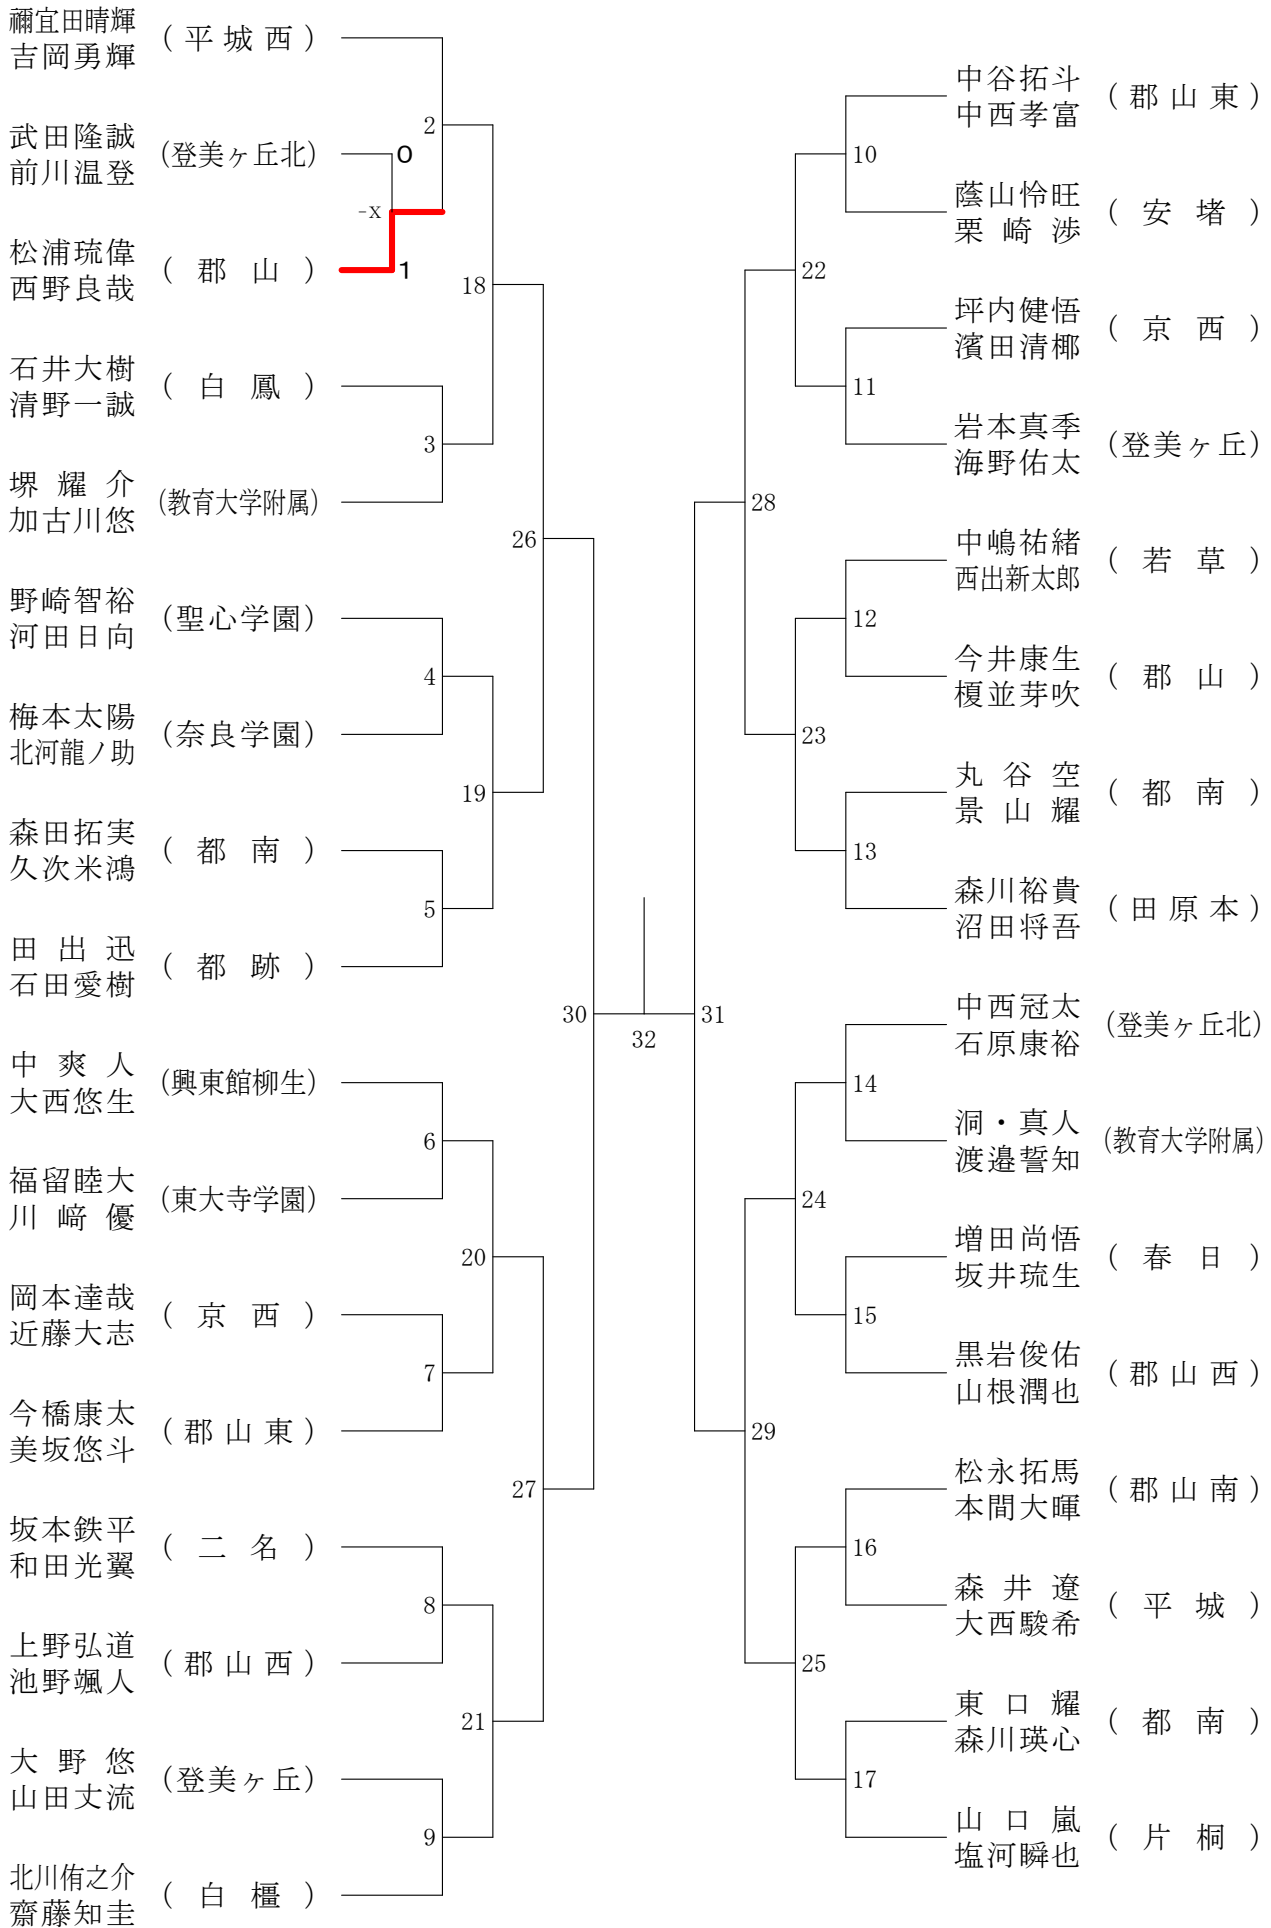 禰宜田晴輝
吉岡勇輝
(平城西)
2
武田隆誠
前川温登
(登美ヶ丘北)
0
-X
松浦琉偉
西野良哉
(郡山)
1
18
石井大樹
清野一誠
(白鳳)
3
堺耀介
加古川悠
(教育大学附属)
26
野崎智裕
河田日向
(聖心学園)
4
梅本太陽
北河龍ノ助
(奈良学園)
19
森田拓実
久次米鴻
(都南)
5
田出迅
石田愛樹
(都跡)
30
32
31
中爽人
大西悠生
(興東館柳生)
6
福留睦大
川﨑優
(東大寺学園)
20
岡本達哉
近藤大志
(京西)
7
今橋康太
美坂悠斗
(郡山東)
27
坂本鉄平
和田光翼
(二名)
8
上野弘道
池野颯人
(郡山西)
21
大野悠
山田丈流
(登美ヶ丘)
9
北川侑之介
齋藤知圭
(白橿)
中谷拓斗
中西孝富
(郡山東)
10
蔭山怜旺
栗崎渉
(安堵)
22
坪内健悟
濱田清梛
(京西)
11
岩本真季
海野佑太
(登美ヶ丘)
28
中嶋祐緒
西出新太郎
(若草)
12
今井康生
榎並芽吹
(郡山)
23
丸谷空
景山耀
(都南)
13
森川裕貴
沼田将吾
(田原本)
中西冠太
石原康裕
(登美ヶ丘北)
14
洞・真人
渡邉誓知
(教育大学附属)
24
増田尚悟
坂井琉生
(春日)
15
黒岩俊佑
山根潤也
(郡山西)
29
松永拓馬
本間大暉
(郡山南)
16
森井遼
大西駿希
(平城)
25
東口耀
森川瑛心
(都南)
17
山口嵐
塩河瞬也
(片桐)